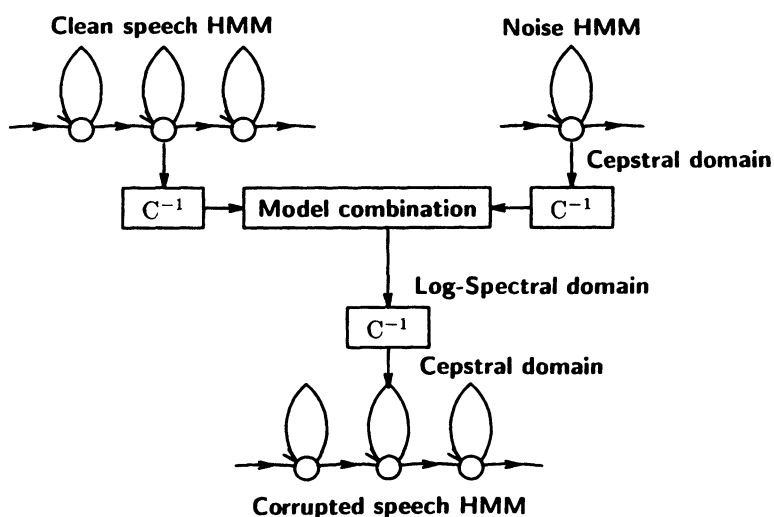 Clean speech HMM
Noise HMM
Cepstral domain
C⁻¹
Model combination
C⁻¹
Log-Spectral domain
C⁻¹
Cepstral domain
Corrupted speech HMM